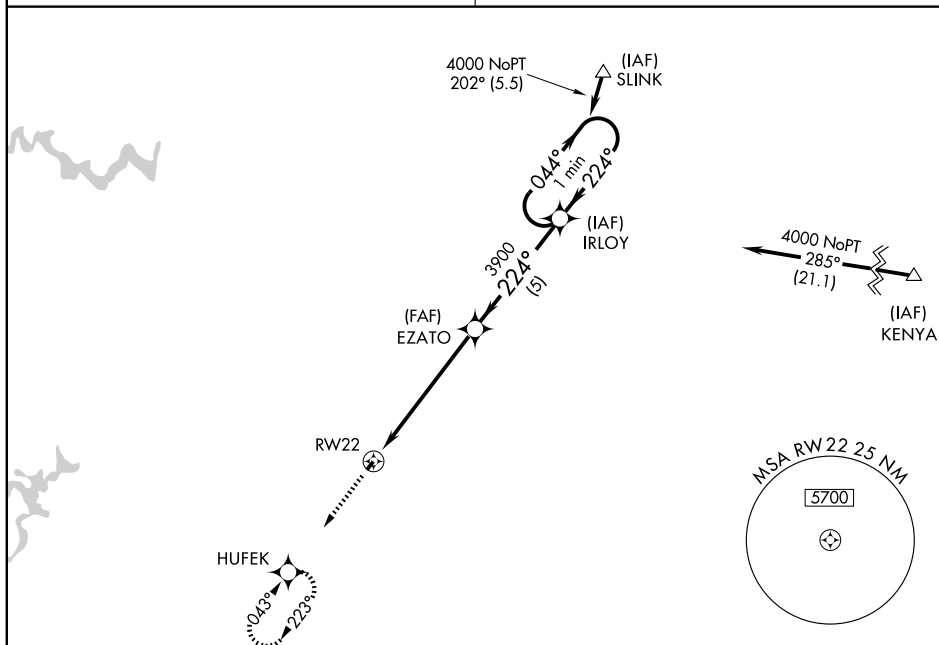 4000 NoPT
202° (5.5)
(IAF)
SLINK
044°
1 min
224°
(IAF)
IRLOY
3900
224°
(5)
4000 NoPT
285°
(21.1)
(IAF)
KENYA
(FAF)
EZATO
RW22
MSA RW 22 25 NM
5700
HUFEK
043°
223°